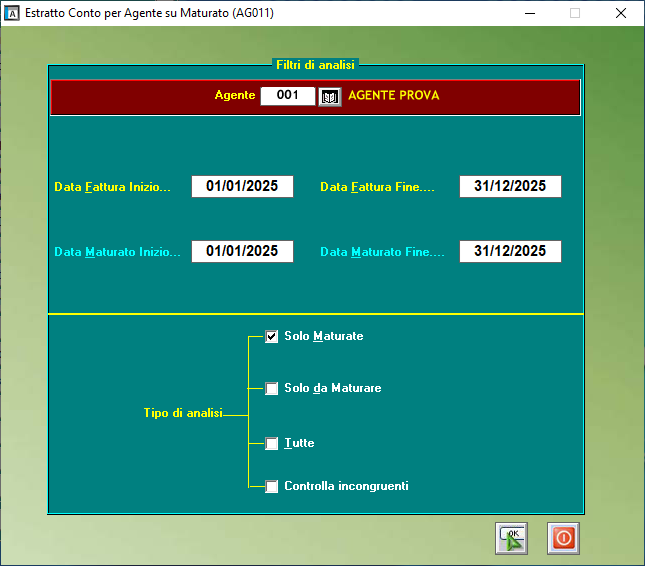 Estratto Conto per Agente su Maturato (AG011)
Filtri di analisi
Agente 001 AGENTE PROVA
Data Fattura Inizio... 01/01/2025 Data Fattura Fine.... 31/12/2025
Data Maturato Inizio... 01/01/2025 Data Maturato Fine.... 31/12/2025
Solo Maturate
Solo da Maturare
Tipo di analisi
Tutte
Controlla incongruenti
OK